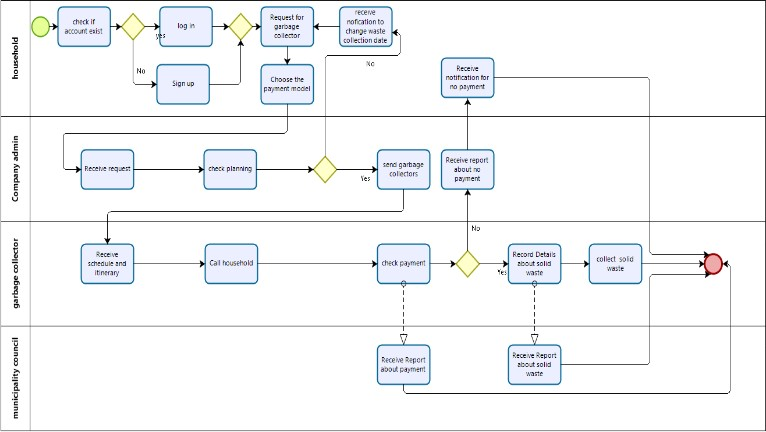 household
check if
account exist
yes
log in
Request for
garbage
collector
receive
nofication to
change waste
collection date
No
Sign up
Choose the
payment model
No
Receive
notification for
no payment
Company admin
Receive request
check planning
Yes
send garbage
collectors
Receive report
about no
payment
garbage collector
No
Receive
schedule and
itinerary
Call household
check payment
Yes
Record Details
about solid
waste
collect solid
waste
municipality council
Receive Report
about payment
Receive Report
about solid
waste